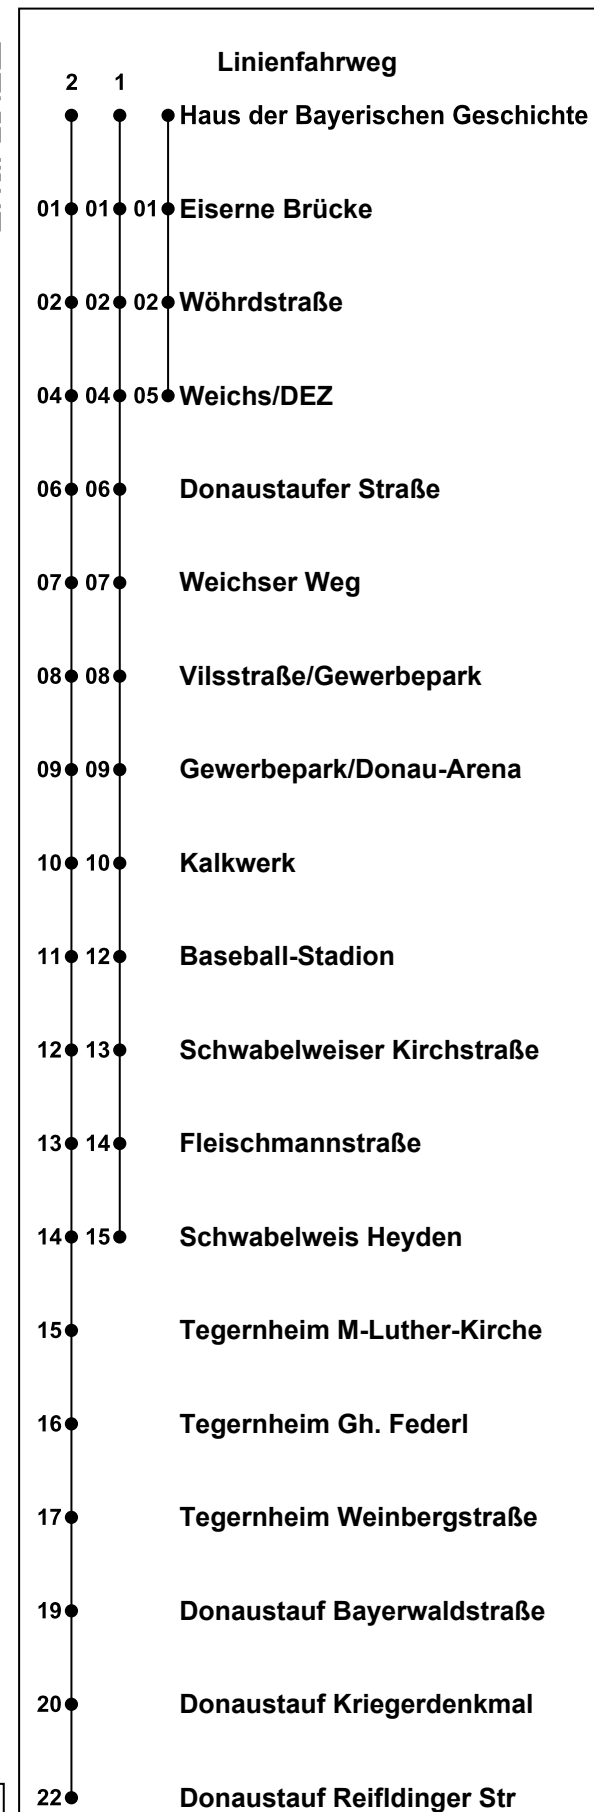 Linienfahrweg
2 1
Haus der Bayerischen Geschichte
01 01 01 Eiserne Brücke
02 02 02 Wöhrdstraße
04 04 05 Weichs/DEZ
06 06 Donaustaufer Straße
07 07 Weichser Weg
08 08 Vilsstraße/Gewerbepark
09 09 Gewerbepark/Donau-Arena
10 10 Kalkwerk
11 12 Baseball-Stadion
12 13 Schwabelweiser Kirchstraße
13 14 Fleischmannstraße
14 15 Schwabelweis Heyden
15 Tegernheim M-Luther-Kirche
16 Tegernheim Gh. Federl
17 Tegernheim Weinbergstraße
19 Donaustauf Bayerwaldstraße
20 Donaustauf Kriegerdenkmal
22 Donaustauf Reifldinger Str